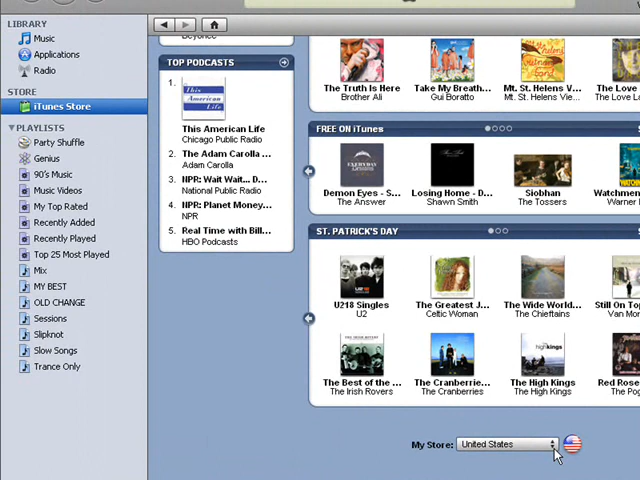 LIBRARY
Music
Applications
Radio
STORE
iTunes Store
PLAYLISTS
Party Shuffle
Genius
90's Music
Music Videos
My Top Rated
Recently Added
Recently Played
Top 25 Most Played
Mix
MY BEST
OLD CHANGE
Sessions
Slipknot
Slow Songs
Trance Only
TOP PODCASTS
1.
This American Life
This American Life
Chicago Public Radio
2. The Adam Carolla ...
Adam Carolla
3. NPR: Wait Wait... D...
National Public Radio
4. NPR: Planet Money...
NPR
5. Real Time with Bill...
HBO Podcasts
The Truth Is Here
Brother Ali
Take My Breath...
Gui Boratto
Mt. St. Helens V...
Mt. St. Helens Vie...
The Love
The Love
FREE ON iTunes
Demon Eyes - S...
The Answer
Losing Home - D...
Shawn Smith
Siobhan
The Tossers
Watchmen
Warner
ST. PATRICK'S DAY
U218 Singles
U2
The Greatest J...
Celtic Woman
The Wide World...
The Chieftains
Still On Top
Van Mor
The Best of the ...
The Irish Rovers
The Cranberrie...
The Cranberries
The High Kings
The High Kings
Red Rose
The Pog
My Store: United States